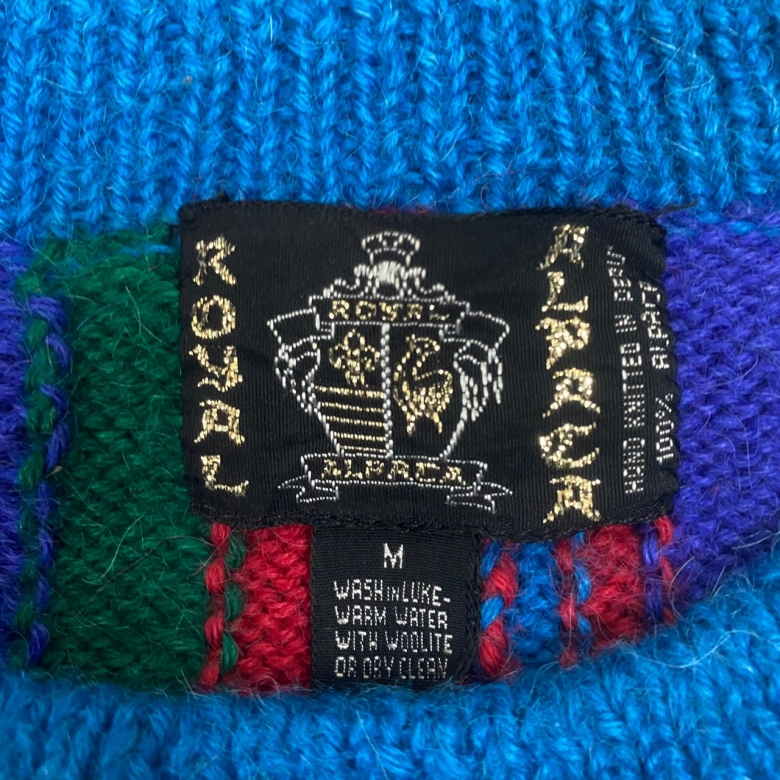 ROYAL
ROYAL
ALPACA
ALPACA
HAND KNITTED IN PERU
100% ALPACA
M
WASH IN LUKE-
WARM WATER
WITH WOOLITE
OR DRY CLEAN